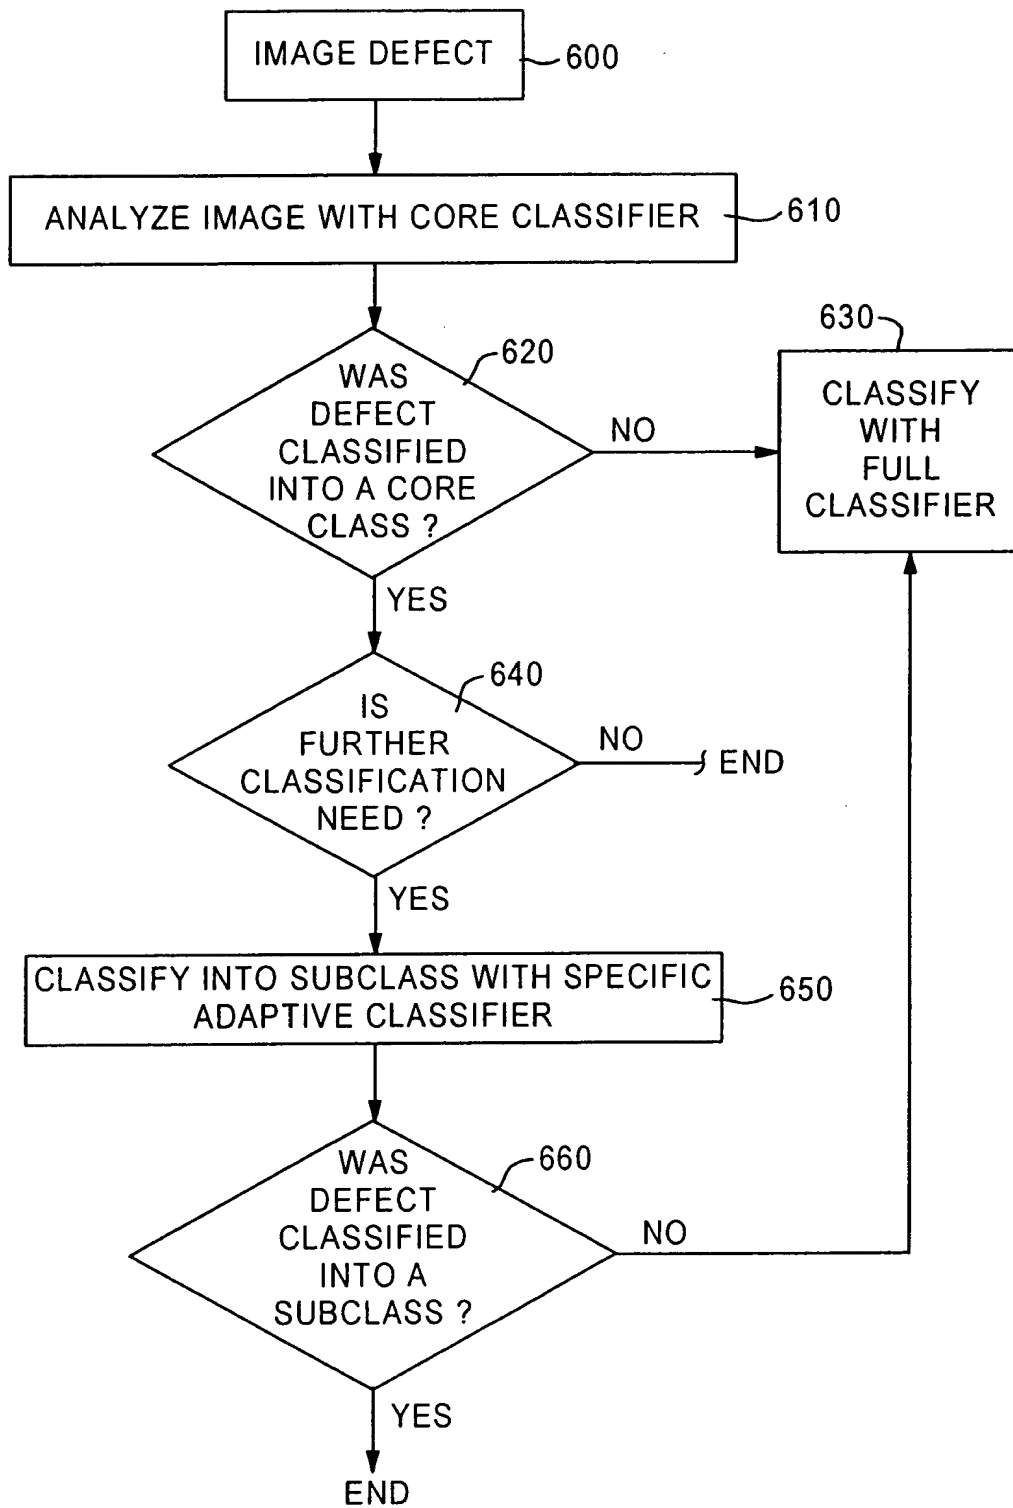 IMAGE DEFECT
600
ANALYZE IMAGE WITH CORE CLASSIFIER
610
630
620
WAS
DEFECT
CLASSIFIED
INTO A CORE
CLASS ?
NO
CLASSIFY
WITH
FULL
CLASSIFIER
YES
640
IS
FURTHER
CLASSIFICATION
NEED ?
NO
END
YES
CLASSIFY INTO SUBCLASS WITH SPECIFIC
ADAPTIVE CLASSIFIER
650
660
WAS
DEFECT
CLASSIFIED
INTO A
SUBCLASS ?
NO
YES
END